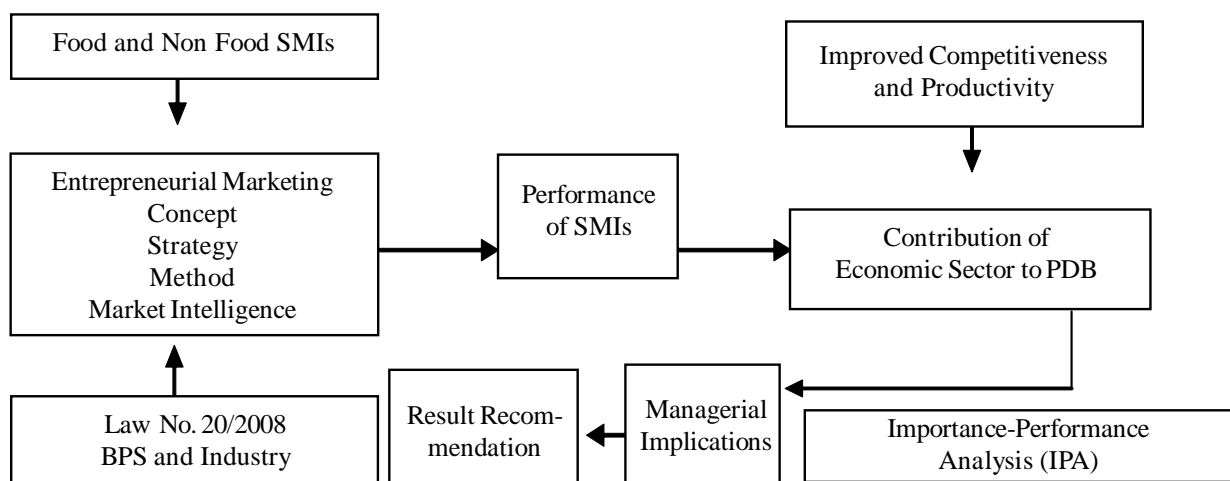 Food and Non Food SMIs
Improved Competitiveness
and Productivity
Entrepreneurial Marketing
Concept
Strategy
Method
Market Intelligence
Performance
of SMIs
Contribution of
Economic Sector to PDB
Law No. 20/2008
BPS and Industry
Result Recom-
mendation
Managerial
Implications
Importance-Performance
Analysis (IPA)